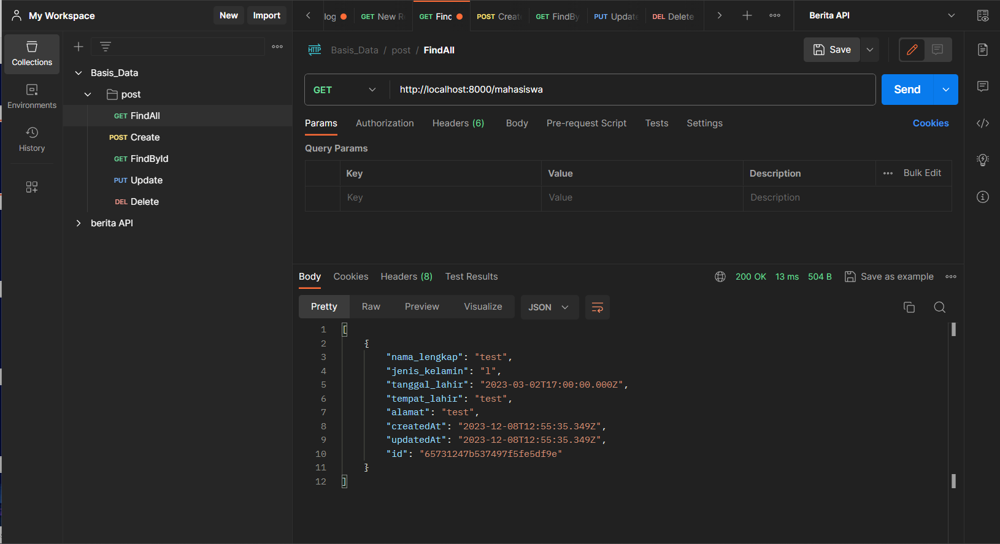 My Workspace
New
Import
log
GET New R
GET Finc
POST Creat
GET FindBy
PUT Updat
DEL Delete
Berita API
Collections
Environments
History
Basis_Data
post
GET FindAll
POST Create
GET FindById
PUT Update
DEL Delete
berita API
HTTP Basis_Data / post / FindAll
Save
GET
http://localhost:8000/mahasiswa
Send
Params
Authorization
Headers (6)
Body
Pre-request Script
Tests
Settings
Cookies
Query Params
Key
Value
Description
Bulk Edit
Key
Value
Description
Body
Cookies
Headers (8)
Test Results
200 OK
13 ms
504 B
Save as example
Pretty
Raw
Preview
Visualize
JSON
1 [
2 {
3 "nama_lengkap": "test",
4 "jenis_kelamin": "l",
5 "tanggal_lahir": "2023-03-02T17:00:00.000Z",
6 "tempat_lahir": "test",
7 "alamat": "test",
8 "createdAt": "2023-12-08T12:55:35.349Z",
9 "updatedAt": "2023-12-08T12:55:35.349Z",
10 "id": "65731247b537497f5fe5df9e"
11 }
12 ]